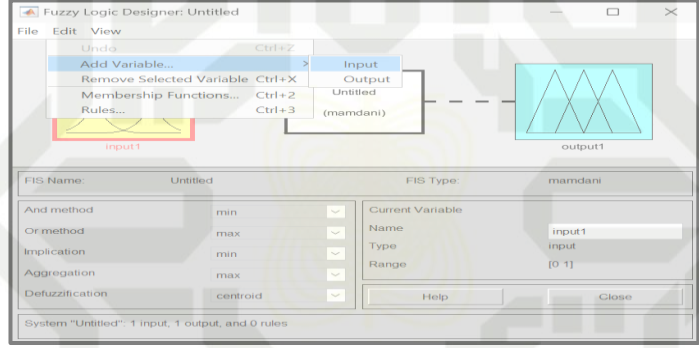 Fuzzy Logic Designer: Untitled
File Edit View
Undo Ctrl+Z
Add Variable... > Input
Output
Remove Selected Variable Ctrl+X
Membership Functions... Ctrl+2
Rules... Ctrl+3
Untitled
(mamdani)
input1
output1
FIS Name: Untitled FIS Type: mamdani
And method min
Or method max
Implication min
Aggregation max
Defuzzification centroid
Current Variable
Name input1
Type input
Range [0 1]
Help Close
System "Untitled": 1 input, 1 output, and 0 rules